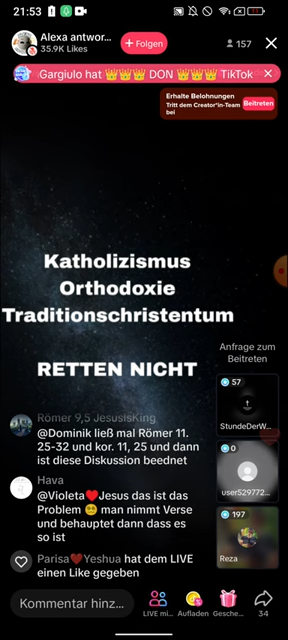 21:53
Alexa antwor...
35.9K Likes
+ Folgen
157
Gargiulo hat 👑👑👑 DON 👑👑👑 TikTok
Erhalte Belohnungen
Tritt dem Creator*in-Team
bei
Beitreten
Katholizismus
Orthodoxie
Traditionschristentum
RETTEN NICHT
Anfrage zum
Beitreten
57
StundeDerW...
0
user529772...
197
Reza
Römer 9,5 JesusIsKing
@Dominik ließ mal Römer 11.
25-32 und kor. 11, 25 und dann
ist diese Diskussion beednet
Hava
@Violeta♥️Jesus das ist das
Problem 😵‍💫 man nimmt Verse
und behauptet dann dass es
so ist
Parisa♥️Yeshua hat dem LIVE
einen Like gegeben
Kommentar hinz...
LIVE mi...
Aufladen
Gesche...
34